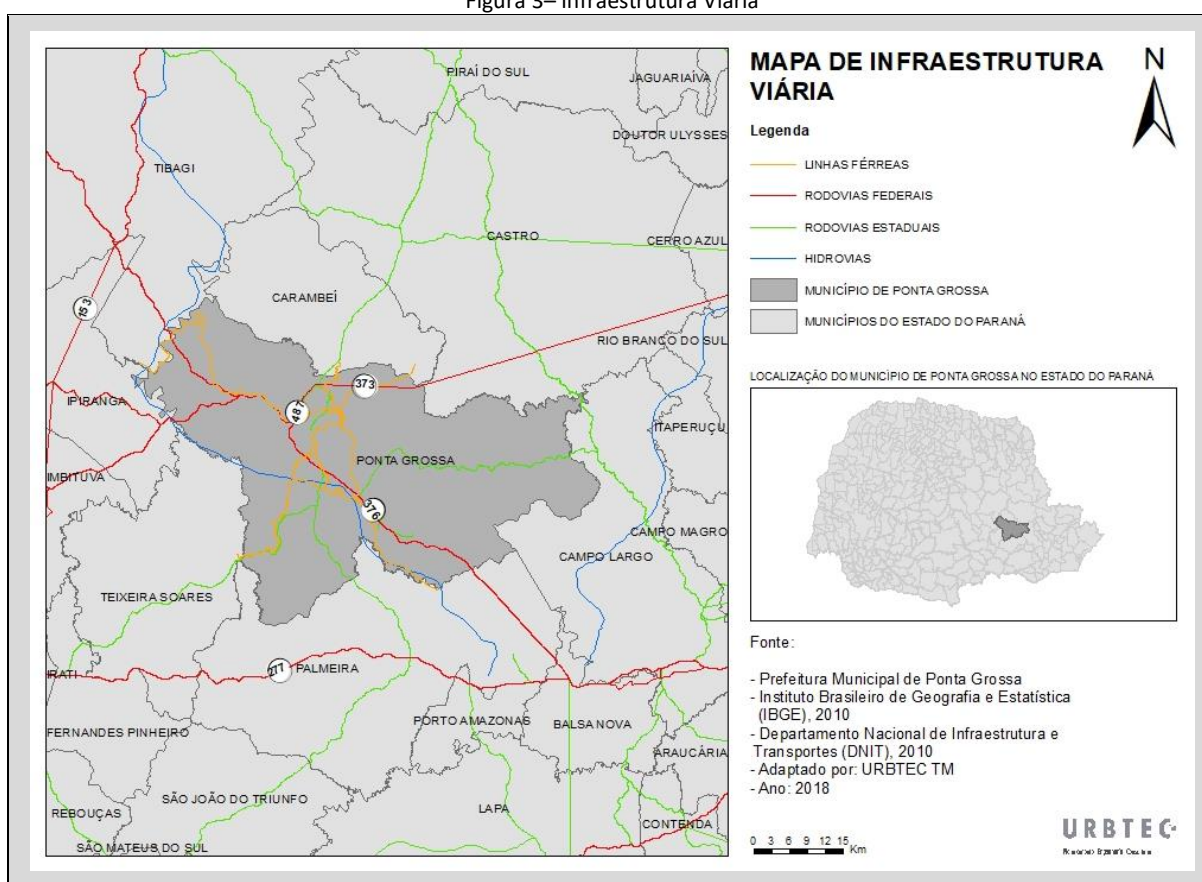 Figura 3– Infraestrutura Viária
MAPA DE INFRAESTRUTURA
VIÁRIA
N
Legenda
LINHAS FÉRREAS
RODOVIAS FEDERAIS
RODOVIAS ESTADUAIS
HIDROVIAS
MUNICÍPIO DE PONTA GROSSA
MUNICÍPIOS DO ESTADO DO PARANÁ
LOCALIZAÇÃO DO MUNICÍPIO DE PONTA GROSSA NO ESTADO DO PARANÁ
Fonte:
- Prefeitura Municipal de Ponta Grossa
- Instituto Brasileiro de Geografia e Estatística
(IBGE), 2010
- Departamento Nacional de Infraestrutura e
Transportes (DNIT), 2010
- Adaptado por: URBTEC TM
- Ano: 2018
0 3 6 9 12 15
Km
URBTEC
PIRAÍ DO SUL
JAGUARIAÍVA
DOUTOR ULYSSES
TIBAGI
CASTRO
CERRO AZUL
CARAMBEÍ
153
RIO BRANCO DO SUL
373
IPIRANGA
487
ITAPERUÇU
PONTA GROSSA
IMBITUVA
376
CAMPO MAGRO
CAMPO LARGO
TEIXEIRA SOARES
277
PALMEIRA
IRATI
PORTO AMAZONAS
BALSA NOVA
FERNANDES PINHEIRO
ARAUCÁRIA
SÃO JOÃO DO TRIUNFO
LAPA
REBOUÇAS
CONTENDA
SÃO MATEUS DO SUL